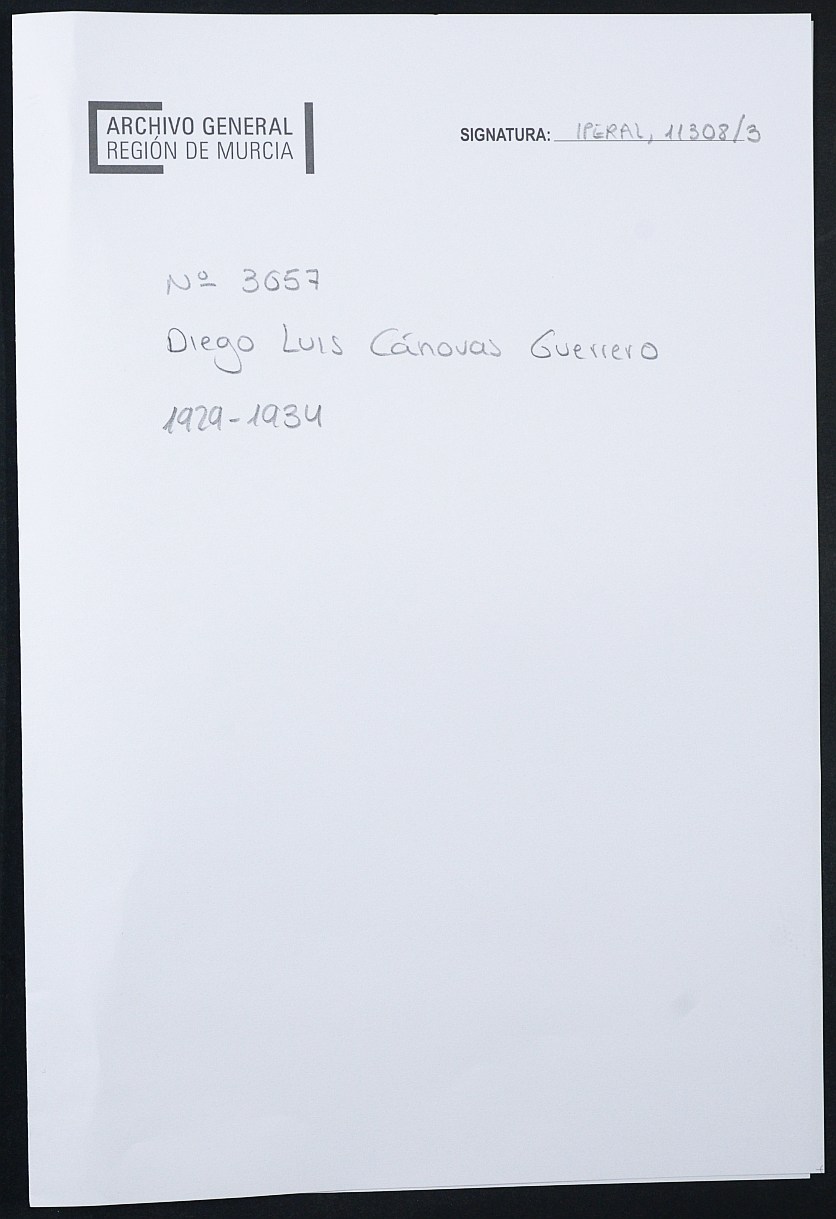 ARCHIVO GENERAL
REGIÓN DE MURCIA
SIGNATURA: IPERAL, 11308/3
Nº 3657
Diego Luis Cánovas Guerrero
1929-1934